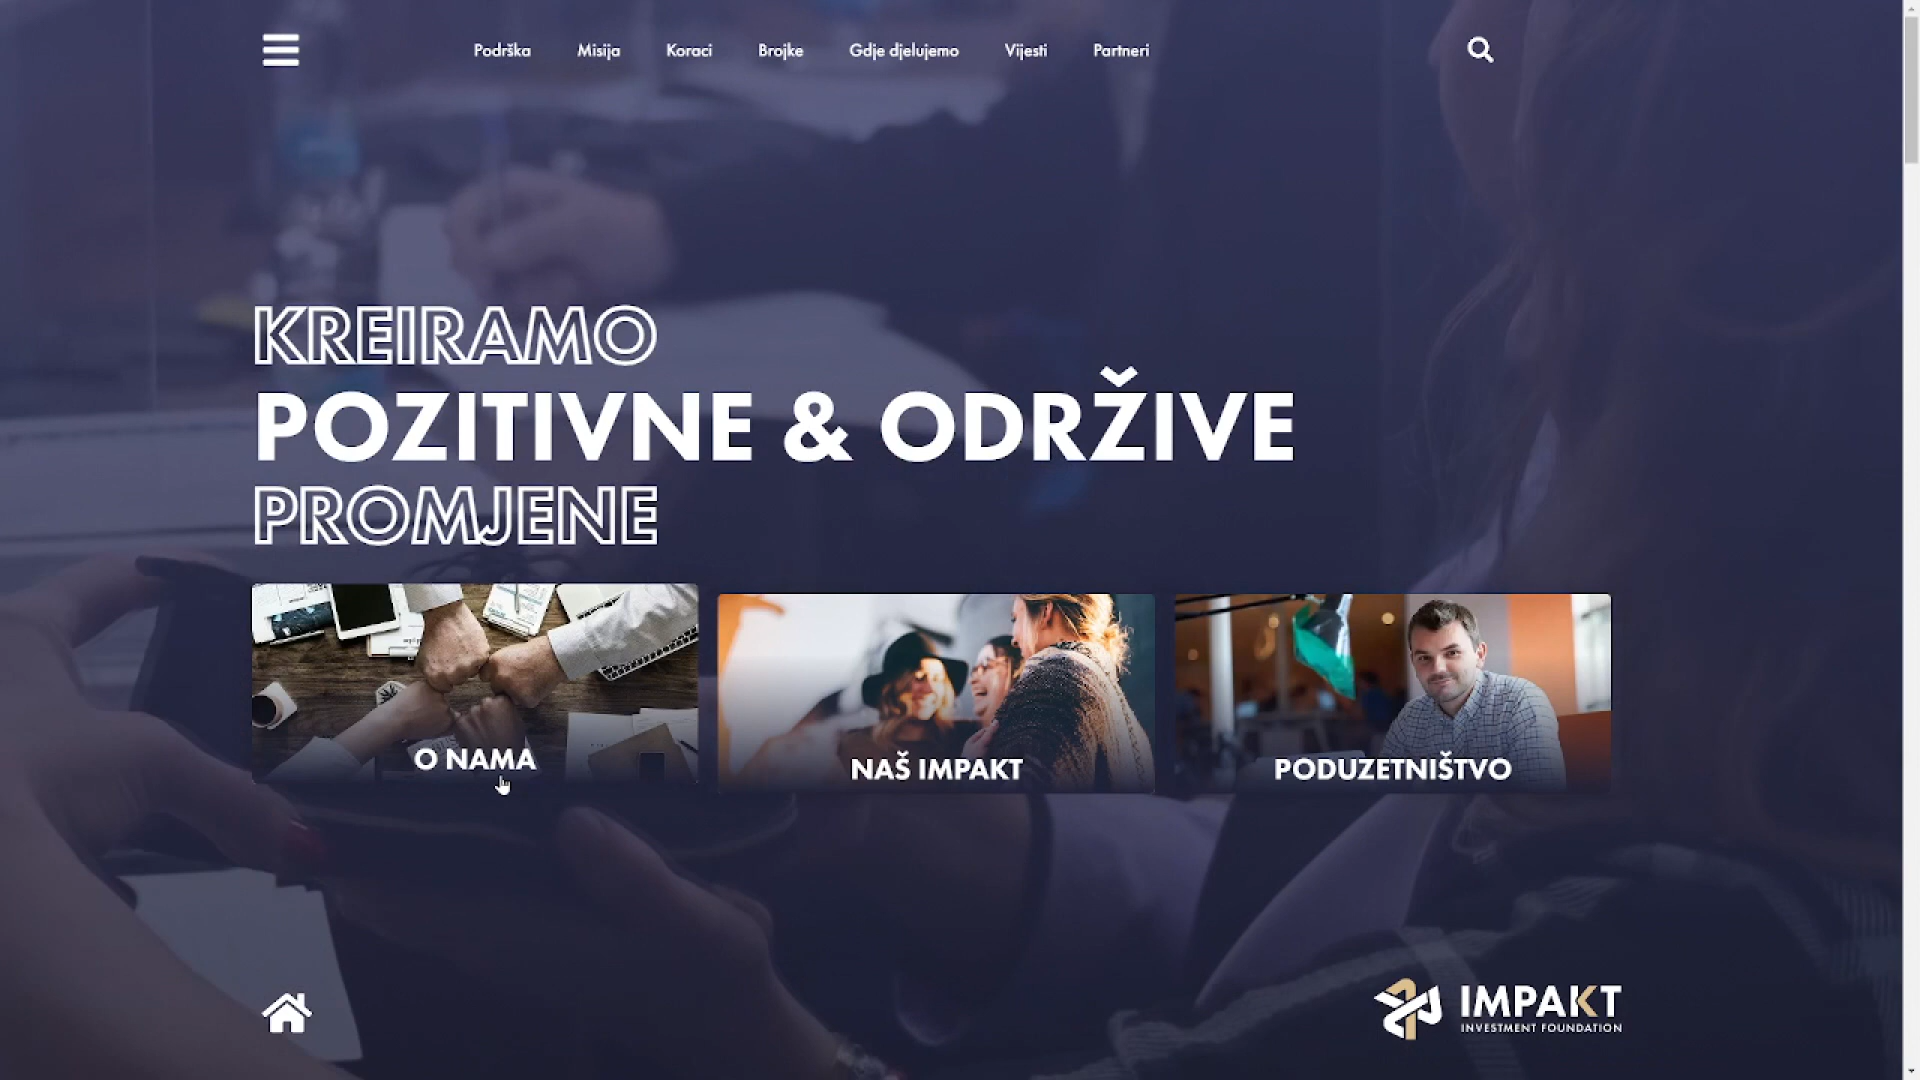 Podrška Misija Koraci Brojke Gdje djelujemo Vijesti Partneri
KREIRAMO
POZITIVNE & ODRŽIVE
PROMJENE
O NAMA
NAŠ IMPAKT
PODUZETNIŠTVO
IMPAKT
INVESTMENT FOUNDATION